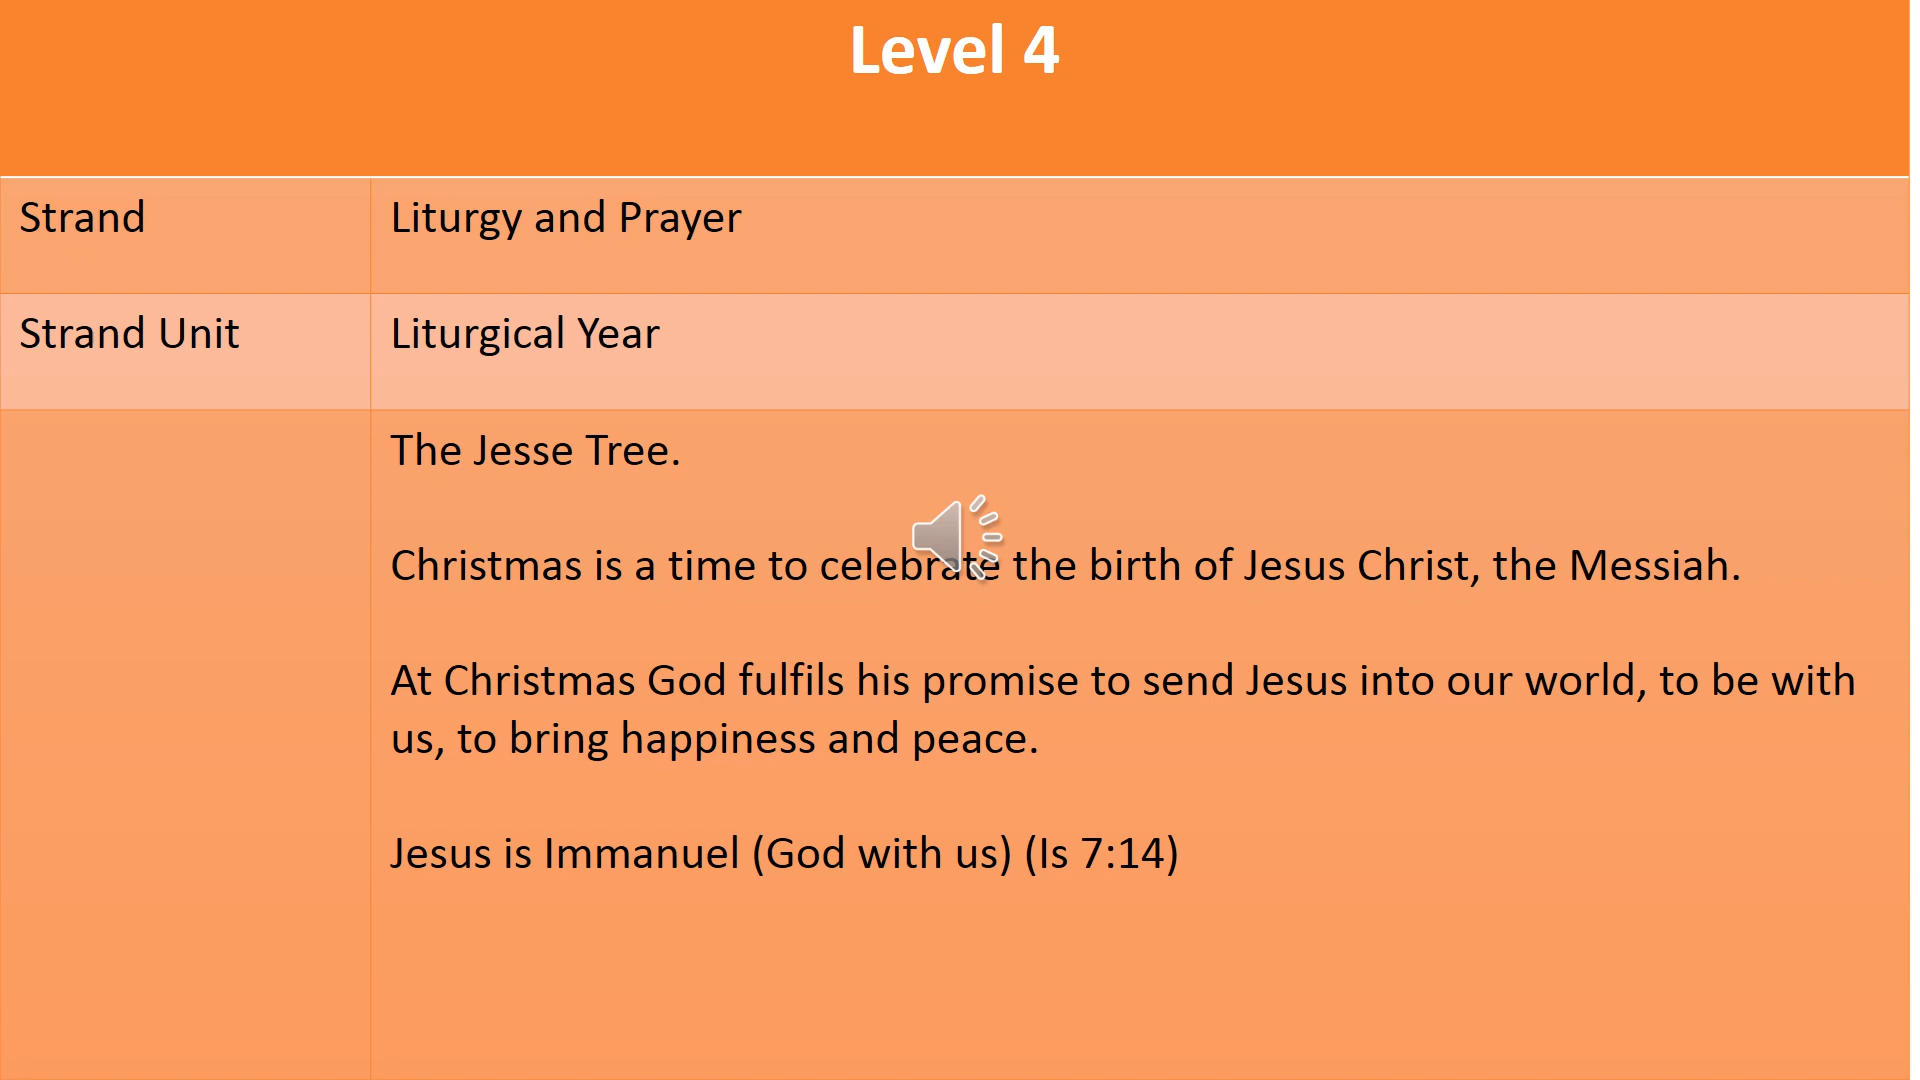 Level 4
Strand
Liturgy and Prayer
Strand Unit
Liturgical Year
The Jesse Tree.
Christmas is a time to celebrate the birth of Jesus Christ, the Messiah.
At Christmas God fulfils his promise to send Jesus into our world, to be with
us, to bring happiness and peace.
Jesus is Immanuel (God with us) (Is 7:14)